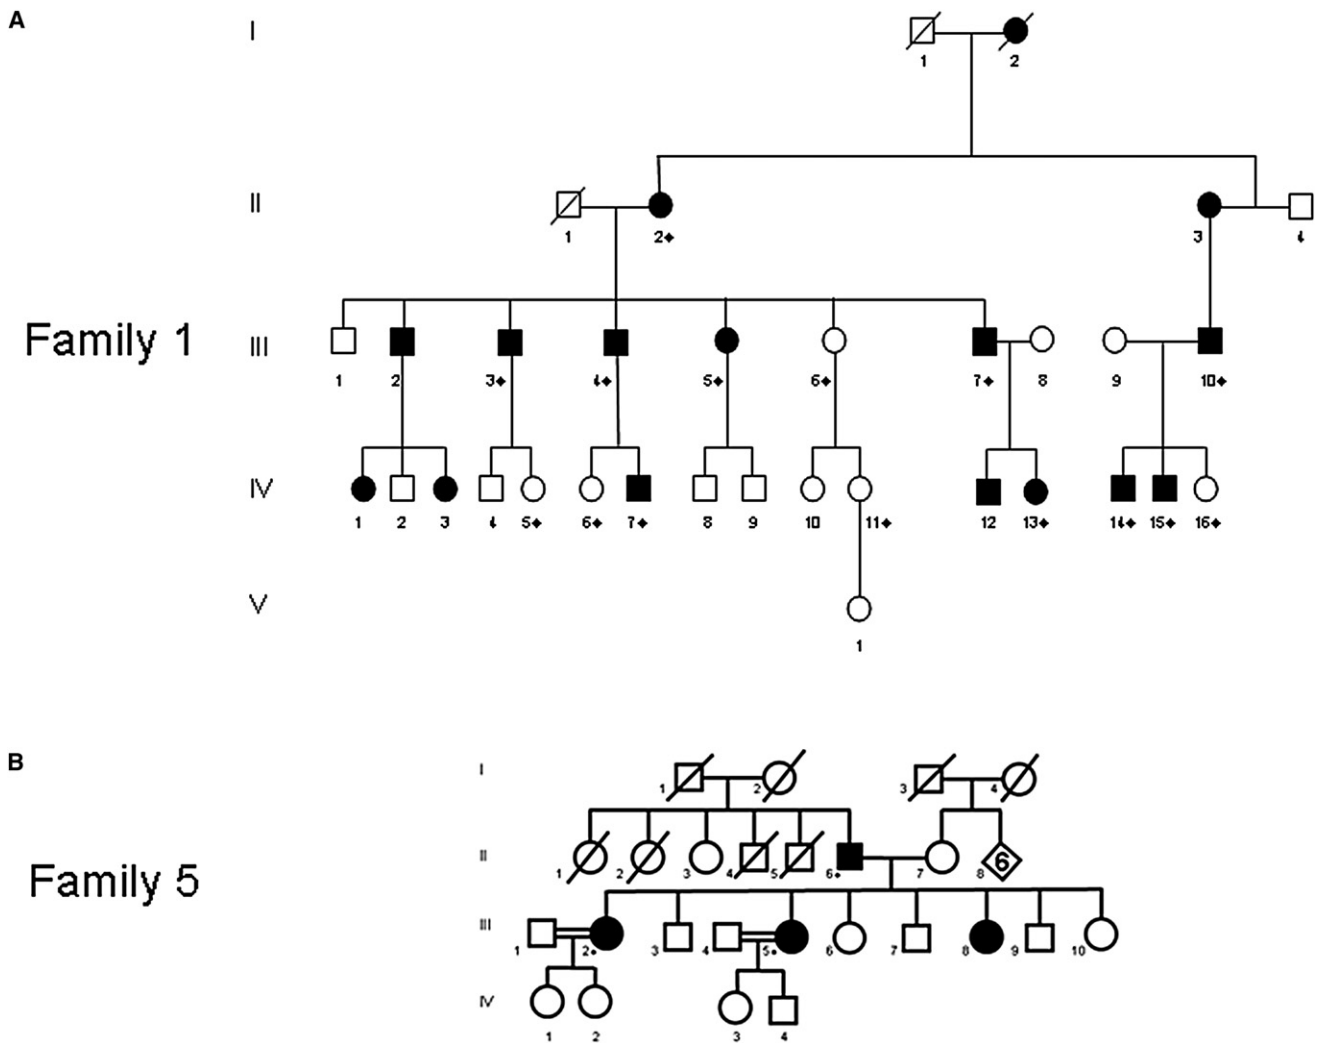 A
I
1 2
II
1 2◆ 3 4
Family 1
III
1 2 3◆ 4◆ 5◆ 6◆ 7◆ 8 9 10◆
IV
1 2 3 4 5◆ 6◆ 7◆ 8 9 10 11◆ 12 13◆ 14◆ 15◆ 16◆
V
1
B
I
1 2 3 4
Family 5
II
1 2 3 4 5 6◆ 7 8 6
III
1 2◆ 3 4 5◆ 6 7 8 9 10
IV
1 2 3 4